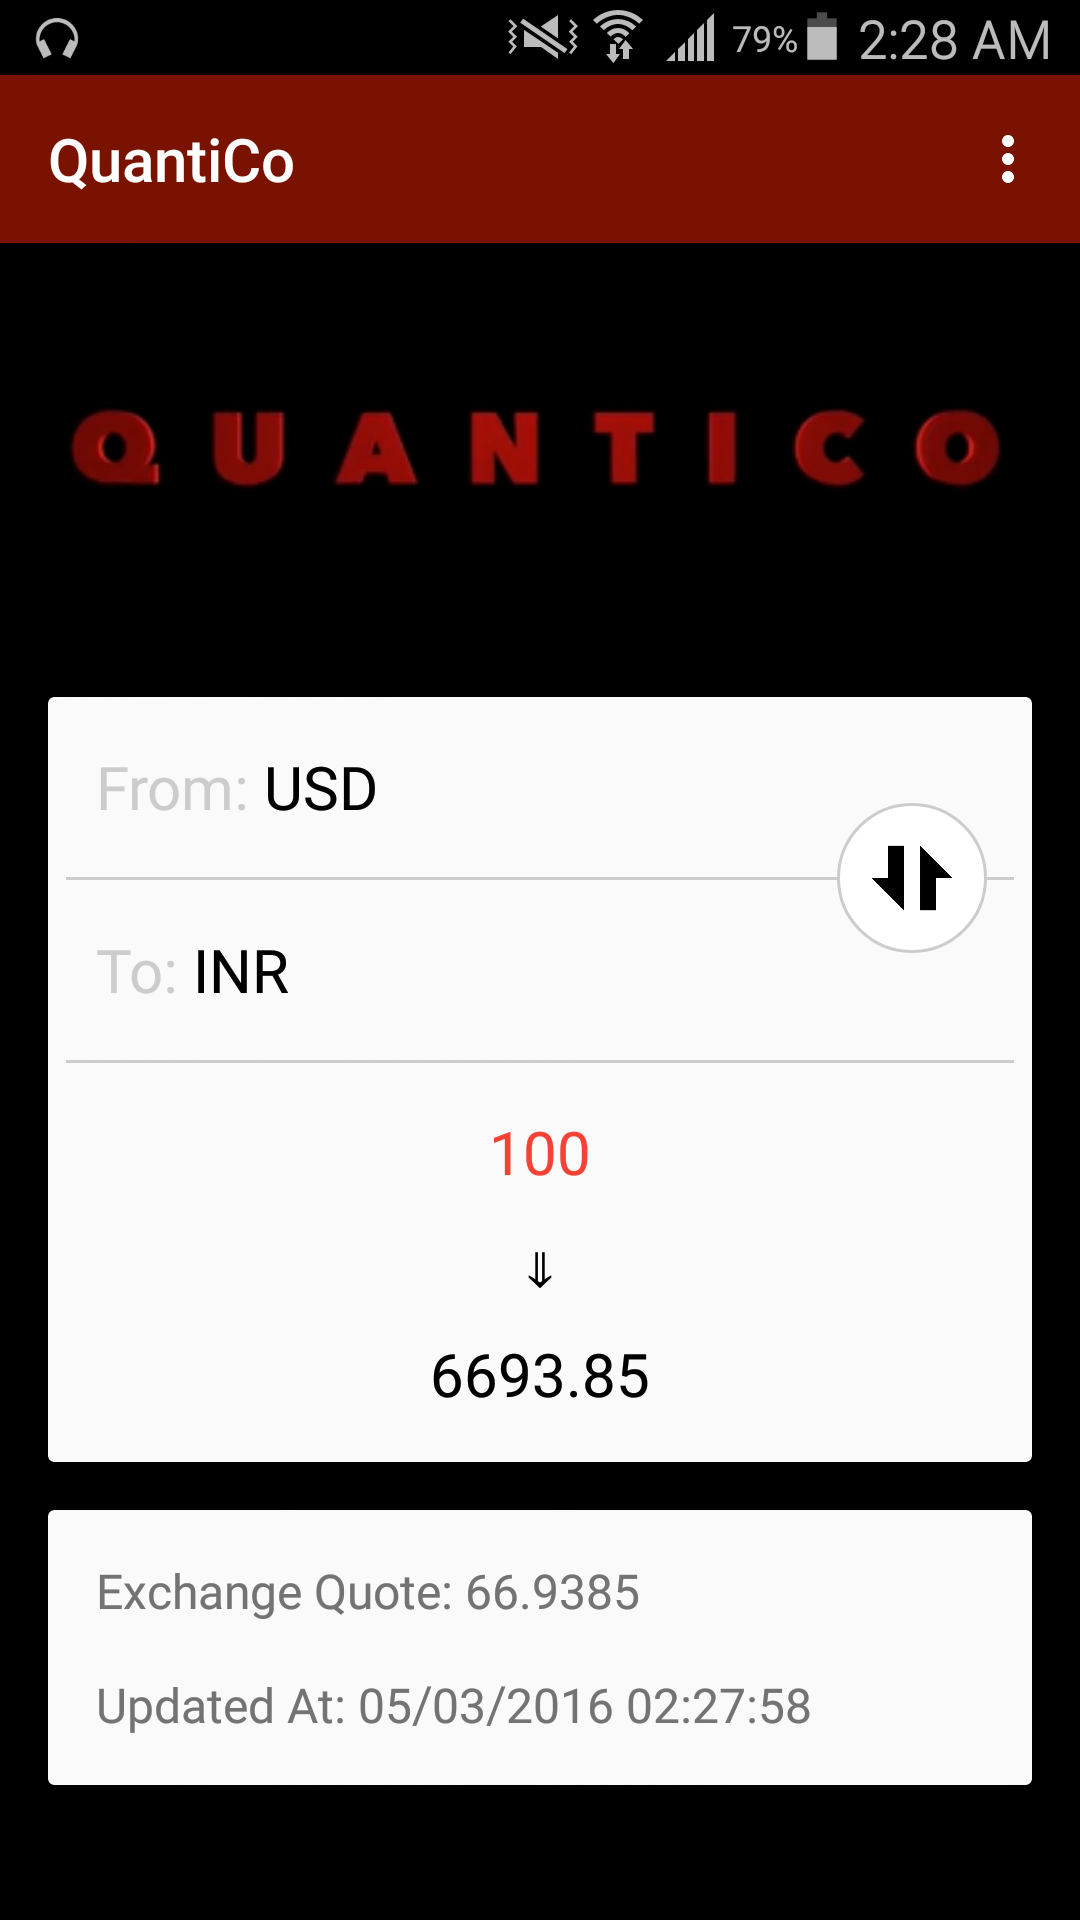 79% 2:28 AM
QuantiCo
QUANTICO
From: USD
To: INR
100
⇓
6693.85
Exchange Quote: 66.9385
Updated At: 05/03/2016 02:27:58